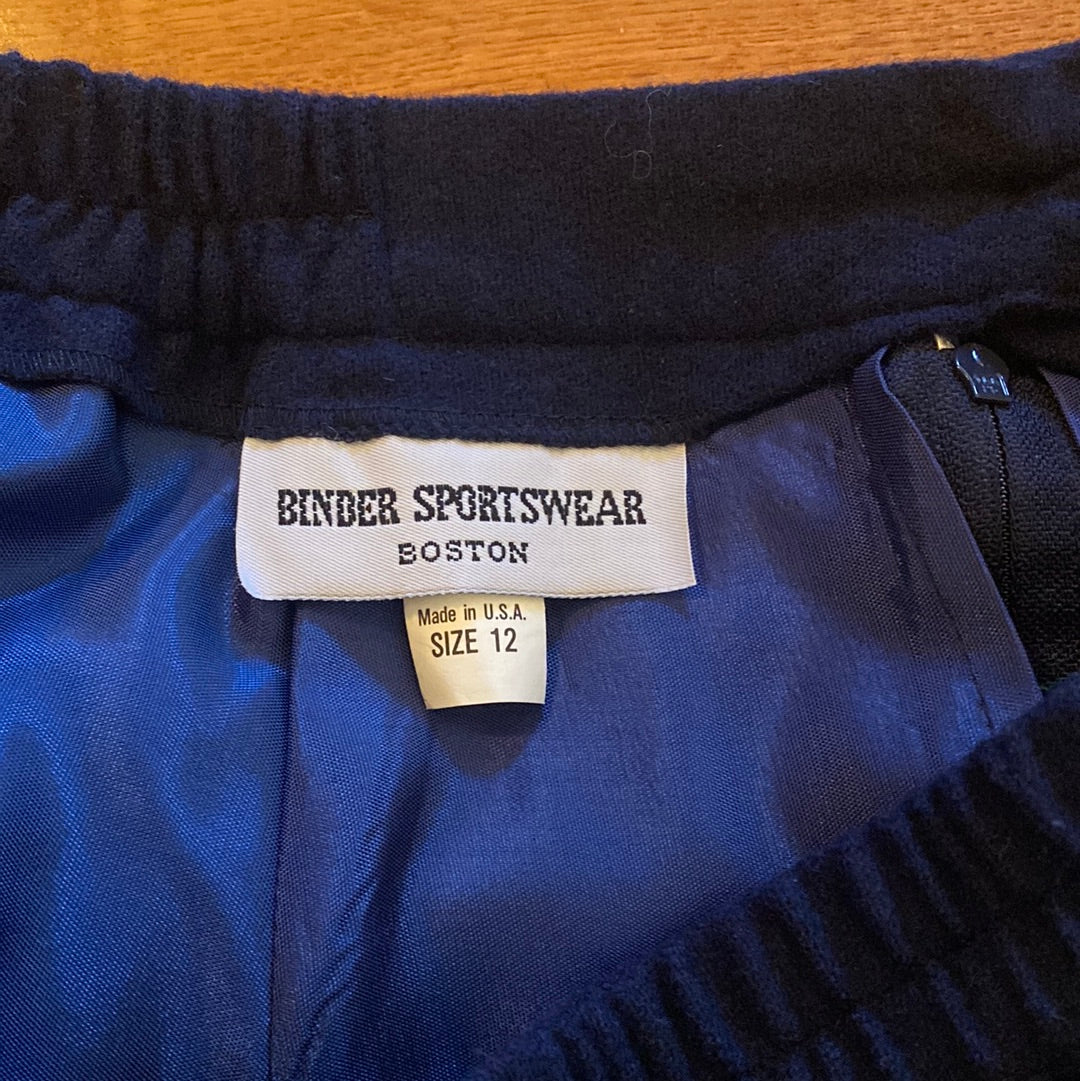 BINDER SPORTSWEAR
BOSTON
Made in U.S.A.
SIZE 12